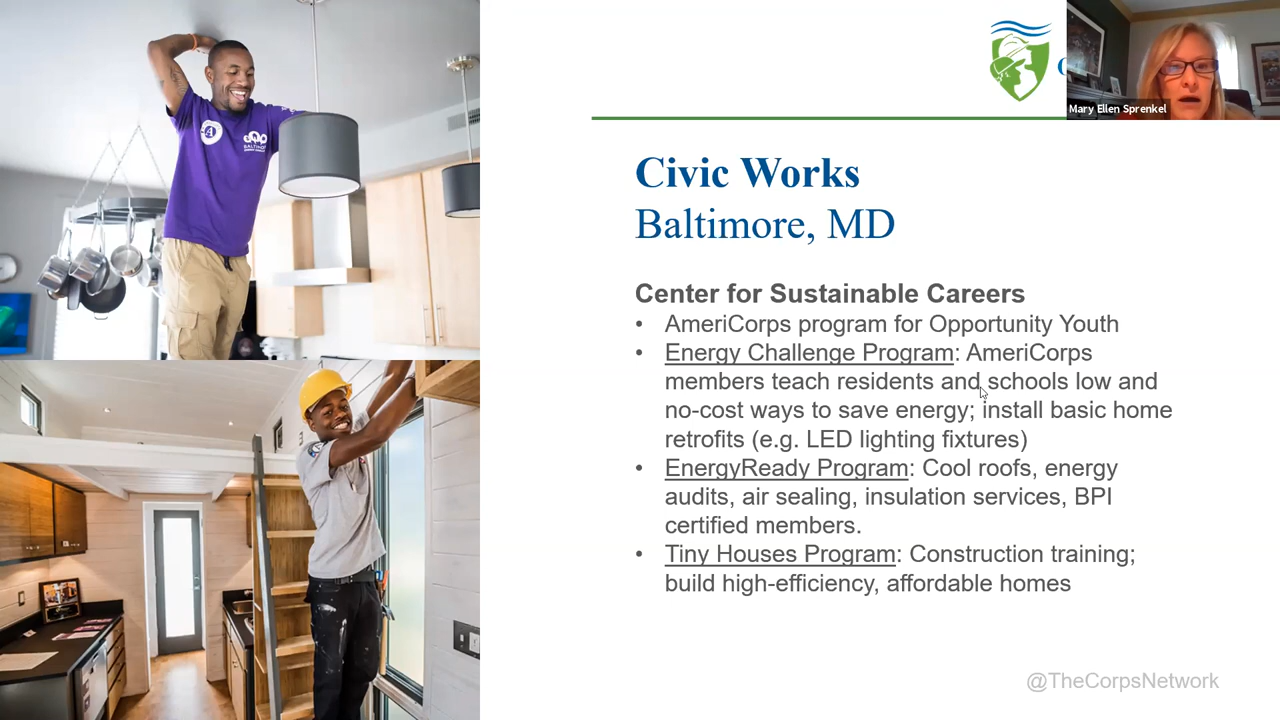 Mary Ellen Sprenkel
Civic Works
Baltimore, MD
Center for Sustainable Careers
• AmeriCorps program for Opportunity Youth
• Energy Challenge Program: AmeriCorps
members teach residents and schools low and
no-cost ways to save energy; install basic home
retrofits (e.g. LED lighting fixtures)
• EnergyReady Program: Cool roofs, energy
audits, air sealing, insulation services, BPI
certified members.
• Tiny Houses Program: Construction training;
build high-efficiency, affordable homes
@TheCorpsNetwork